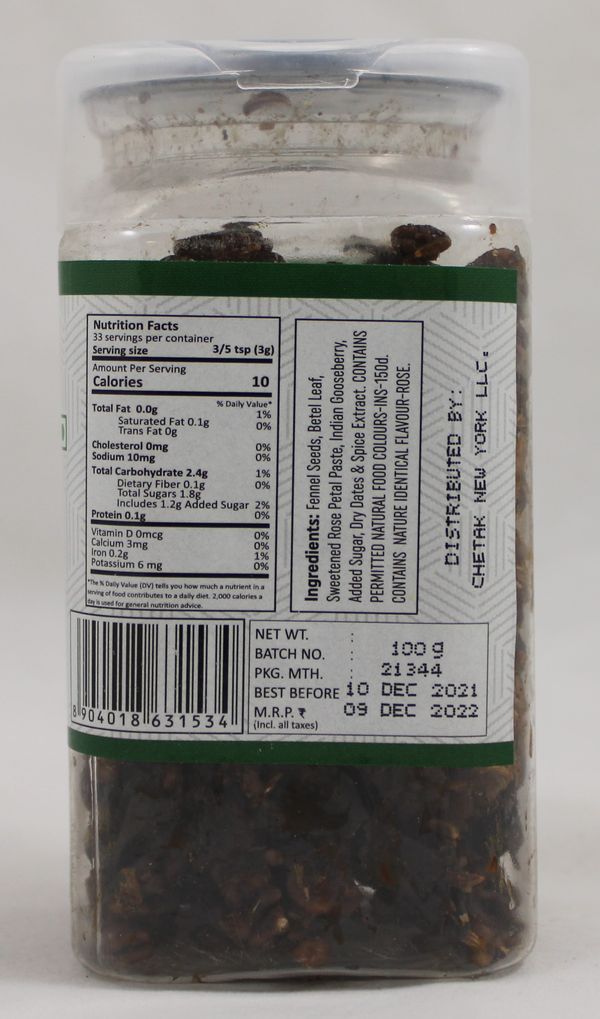 Nutrition Facts
33 servings per container
Serving size 3/5 tsp (3g)
Amount Per Serving
Calories 10
% Daily Value*
Total Fat 0.0g 1%
Saturated Fat 0.1g 0%
Trans Fat 0g
Cholesterol 0mg 0%
Sodium 10mg 0%
Total Carbohydrate 2.4g 1%
Dietary Fiber 0.1g 0%
Total Sugars 1.8g
Includes 1.2g Added Sugar 2%
Protein 0.1g 0%
Vitamin D 0mcg 0%
Calcium 3mg 0%
Iron 0.2g 1%
Potassium 6 mg 0%
*The % Daily Value (DV) tells you how much a nutrient in a
serving of food contributes to a daily diet. 2,000 calories a
day is used for general nutrition advice.
Ingredients: Fennel Seeds, Betel Leaf,
Sweetened Rose Petal Paste, Indian Gooseberry,
Added Sugar, Dry Dates & Spice Extract. CONTAINS
PERMITTED NATURAL FOOD COLOURS-INS-150d.
CONTAINS NATURE IDENTICAL FLAVOUR-ROSE.
DISTRIBUTED BY:
CHETAK NEW YORK LLC.
8 904018 631534
NET WT. :
BATCH NO. : 100 g
PKG. MTH. : 21344
BEST BEFORE 10 DEC 2021
M.R.P. ₹ 09 DEC 2022
(Incl. all taxes)